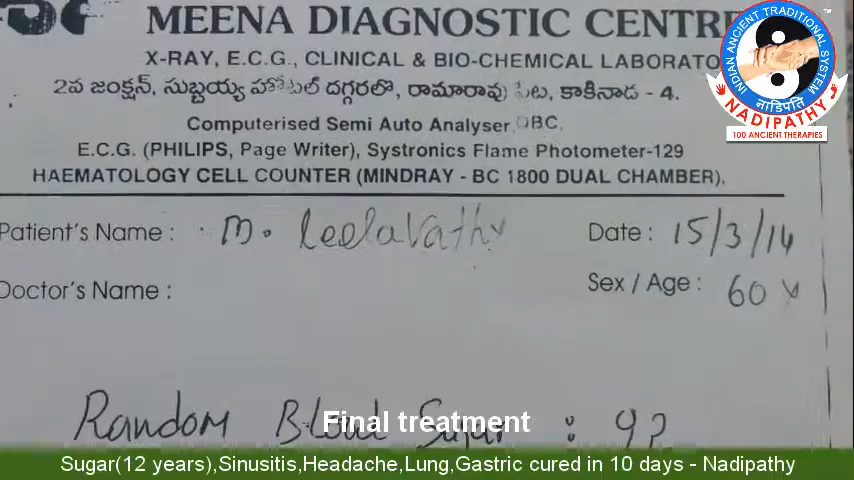 MEENA DIAGNOSTIC CENTRE
X-RAY, E.C.G., CLINICAL & BIO-CHEMICAL LABORATO
2వ జంక్షన్, సుబ్బయ్య హోటల్ దగ్గరలో, రామారావు పేట, కాకినాడ - 4.
Computerised Semi Auto Analyser, QBC,
E.C.G. (PHILIPS, Page Writer), Systronics Flame Photometer-129
HAEMATOLOGY CELL COUNTER (MINDRAY - BC 1800 DUAL CHAMBER),
Patient's Name : M. Leelavathy
Date : 15/3/14
Doctor's Name :
Sex / Age : 60 y
Random Blood Sugar : 92
Final treatment
Sugar(12 years),Sinusitis,Headache,Lung,Gastric cured in 10 days - Nadipathy
INDIAN ANCIENT TRADITIONAL SYSTEM
नाडिपति
NADIPATHY
TM
100 ANCIENT THERAPIES